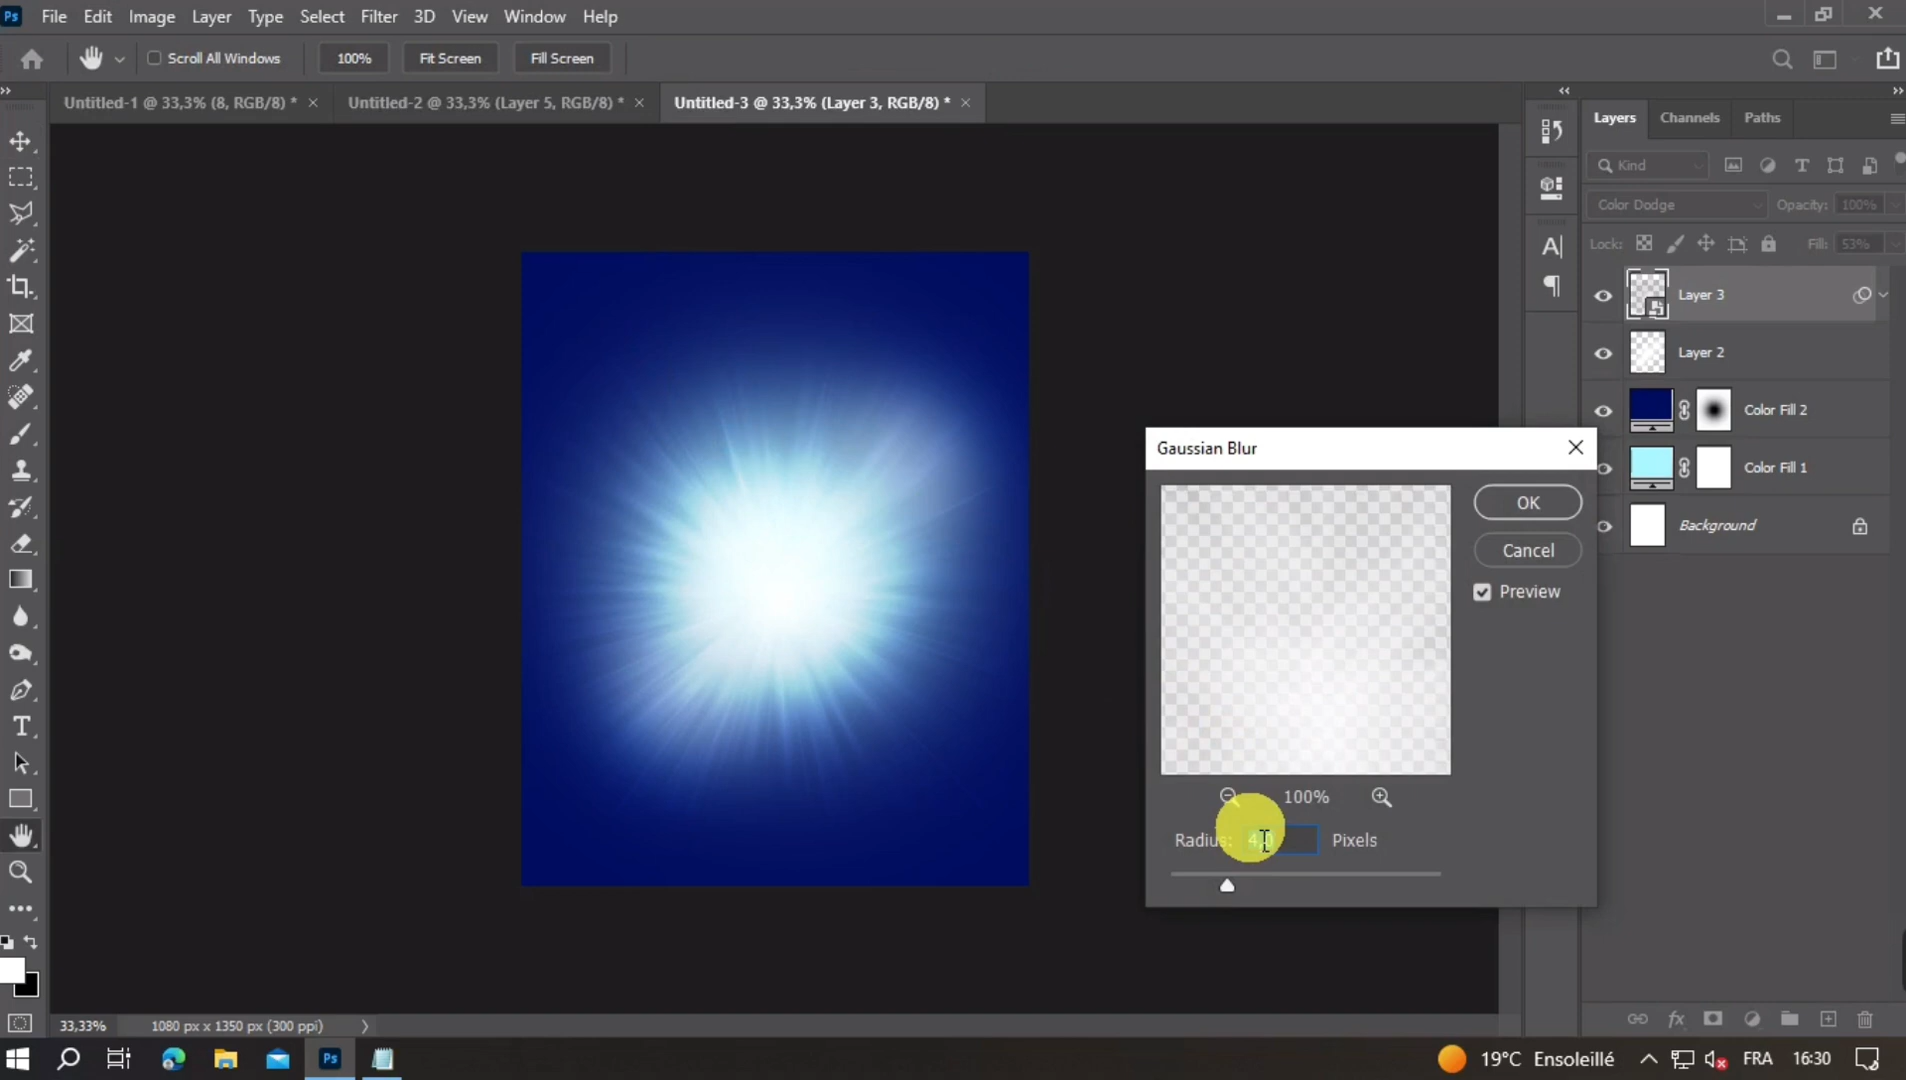 Ps File Edit Image Layer Type Select Filter 3D View Window Help
Scroll All Windows 100% Fit Screen Fill Screen
Untitled-1 @ 33,3% (8, RGB/8) * × Untitled-2 @ 33,3% (Layer 5, RGB/8) * × Untitled-3 @ 33,3% (Layer 3, RGB/8) * ×
Layers Channels Paths
Kind
Color Dodge Opacity: 100%
Lock: Fill: 53%
Layer 3
Layer 2
Color Fill 2
Color Fill 1
Background
Gaussian Blur
OK
Cancel
Preview
100%
Radius: 4,0 Pixels
33,33% 1080 px x 1350 px (300 ppi)
Ps 19°C Ensoleillé FRA 16:30